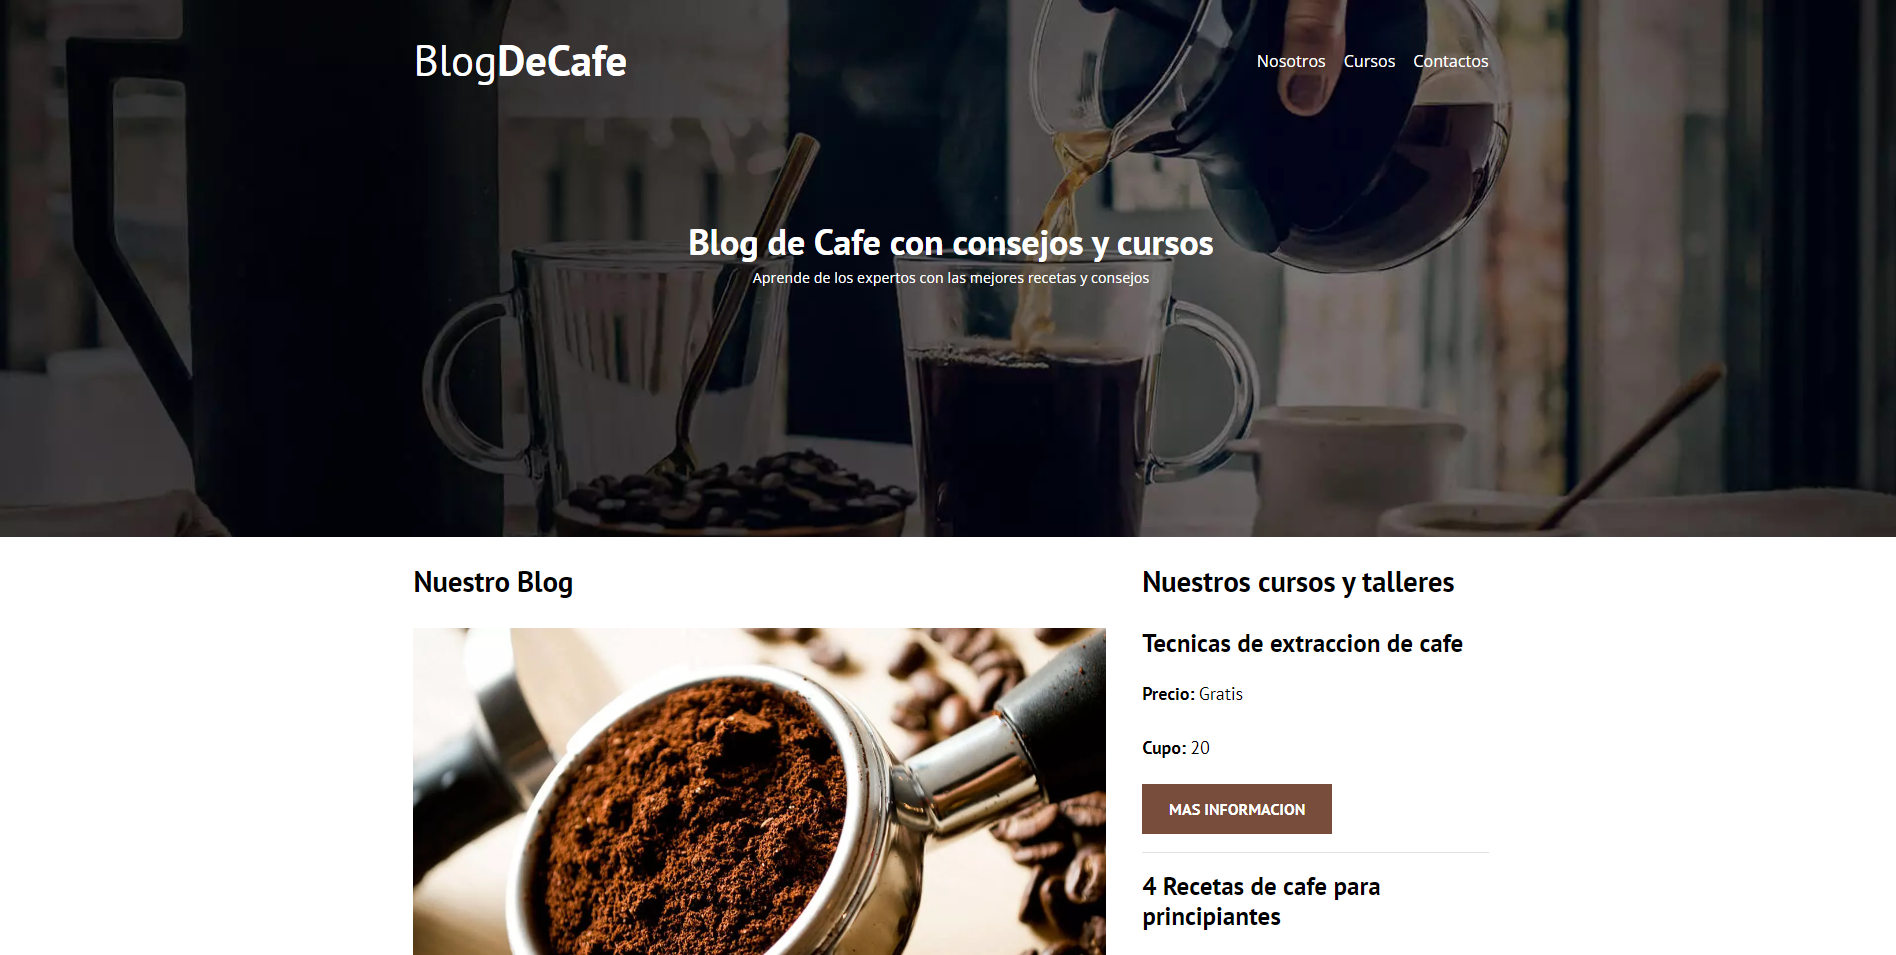 BlogDeCafe
Nosotros Cursos Contactos
Blog de Cafe con consejos y cursos
Aprende de los expertos con las mejores recetas y consejos
Nuestro Blog
Nuestros cursos y talleres
Tecnicas de extraccion de cafe
Precio: Gratis
Cupo: 20
MAS INFORMACION
4 Recetas de cafe para
principiantes